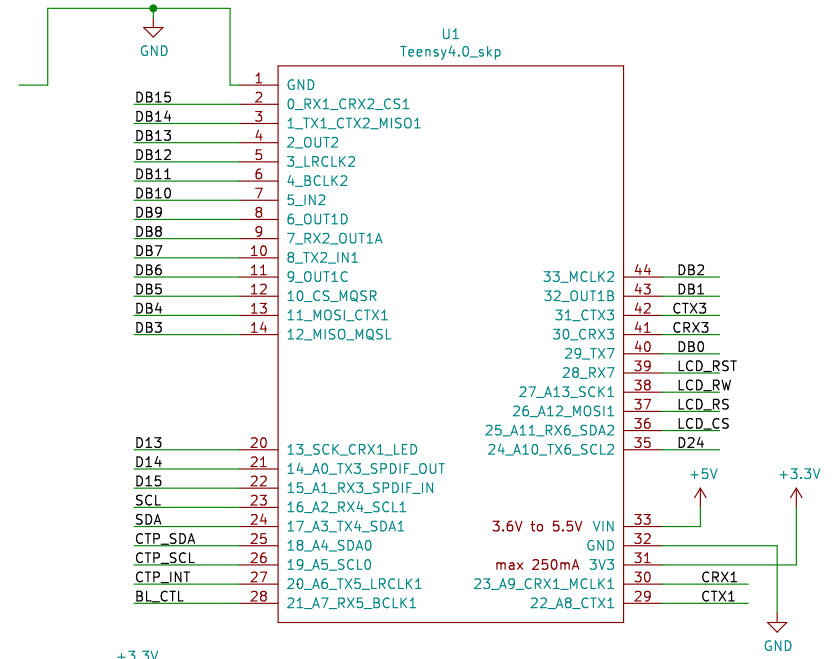 GND
U1
Teensy4.0_skp
1 GND
DB15 2 0_RX1_CRX2_CS1
DB14 3 1_TX1_CTX2_MISO1
DB13 4 2_OUT2
DB12 5 3_LRCLK2
DB11 6 4_BCLK2
DB10 7 5_IN2
DB9 8 6_OUT1D
DB8 9 7_RX2_OUT1A
DB7 10 8_TX2_IN1
DB6 11 9_OUT1C
DB5 12 10_CS_MQSR
DB4 13 11_MOSI_CTX1
DB3 14 12_MISO_MQSL
33_MCLK2 44 DB2
32_OUT1B 43 DB1
31_CTX3 42 CTX3
30_CRX3 41 CRX3
29_TX7 40 DB0
28_RX7 39 LCD_RST
27_A13_SCK1 38 LCD_RW
26_A12_MOSI1 37 LCD_RS
25_A11_RX6_SDA2 36 LCD_CS
24_A10_TX6_SCL2 35 D24
D13 20 13_SCK_CRX1_LED
D14 21 14_A0_TX3_SPDIF_OUT
D15 22 15_A1_RX3_SPDIF_IN
SCL 23 16_A2_RX4_SCL1
SDA 24 17_A3_TX4_SDA1
CTP_SDA 25 18_A4_SDA0
CTP_SCL 26 19_A5_SCL0
CTP_INT 27 20_A6_TX5_LRCLK1
BL_CTL 28 21_A7_RX5_BCLK1
+5V
+3.3V
3.6V to 5.5V VIN 33
GND 32
max 250mA 3V3 31
23_A9_CRX1_MCLK1 30 CRX1
22_A8_CTX1 29 CTX1
GND
+3.3V